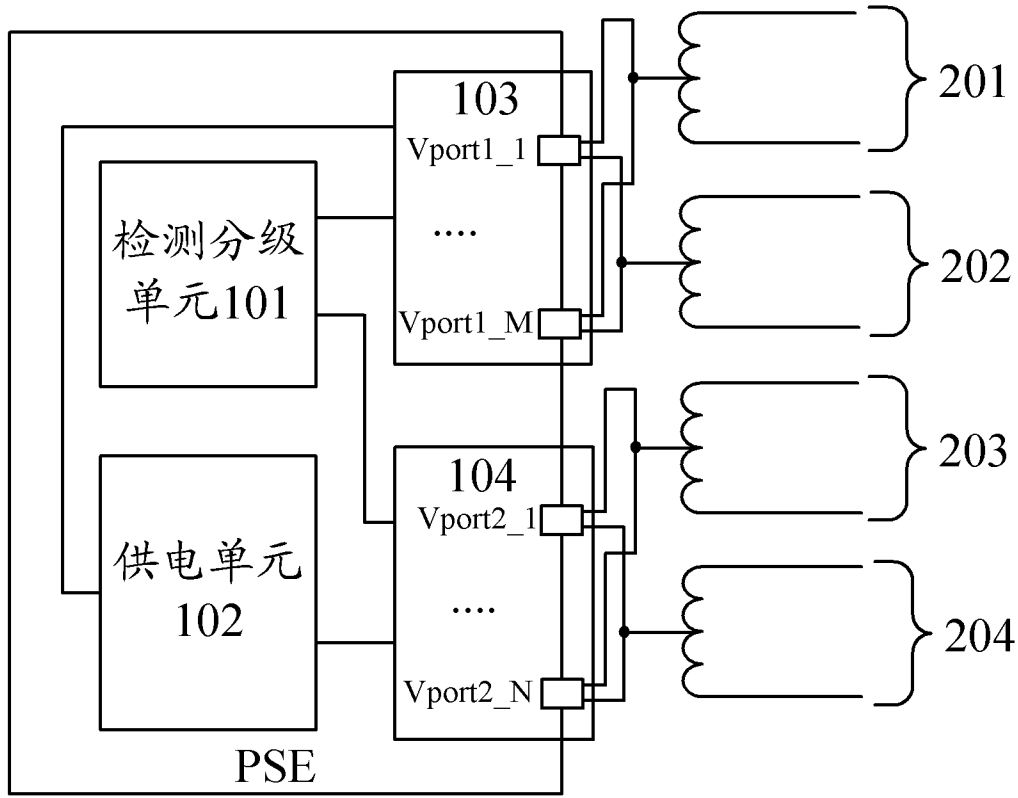 103
201
Vport1_1
检测分级
单元101
....
202
Vport1_M
203
104
Vport2_1
供电单元
102
....
204
Vport2_N
PSE